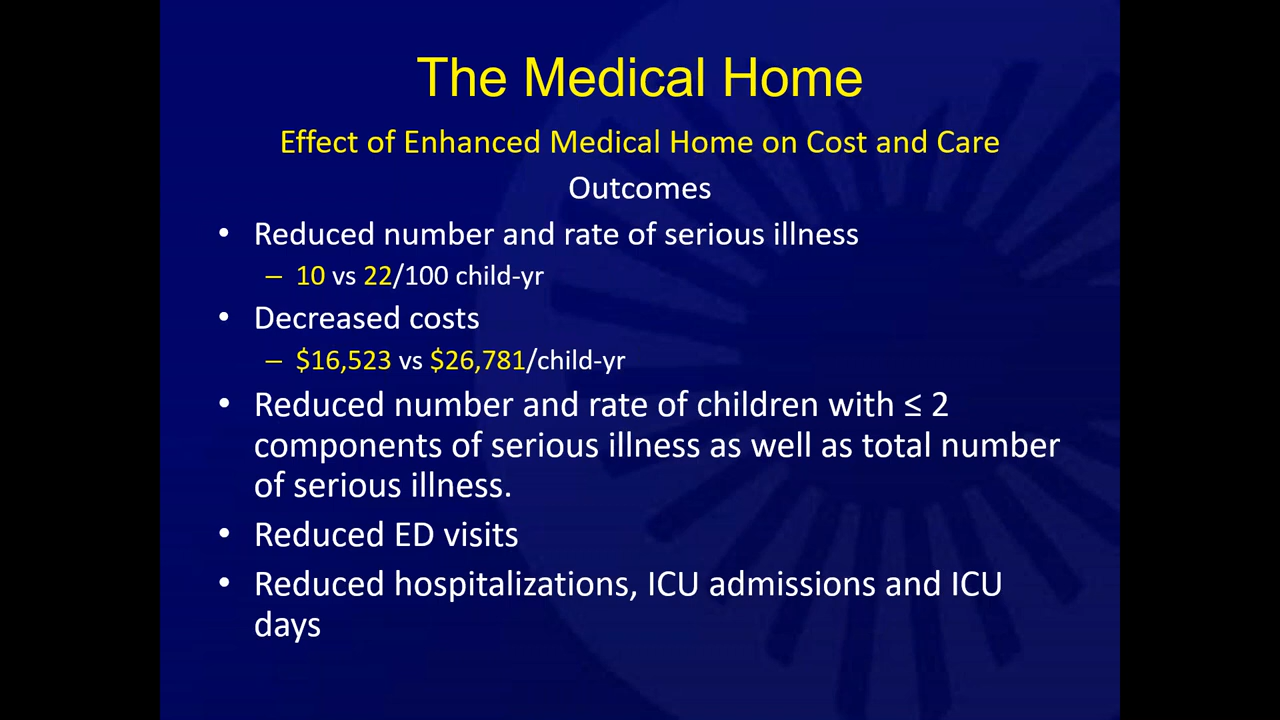 The Medical Home
Effect of Enhanced Medical Home on Cost and Care
Outcomes
• Reduced number and rate of serious illness
– 10 vs 22/100 child-yr
• Decreased costs
– $16,523 vs $26,781/child-yr
• Reduced number and rate of children with ≤ 2
components of serious illness as well as total number
of serious illness.
• Reduced ED visits
• Reduced hospitalizations, ICU admissions and ICU
days